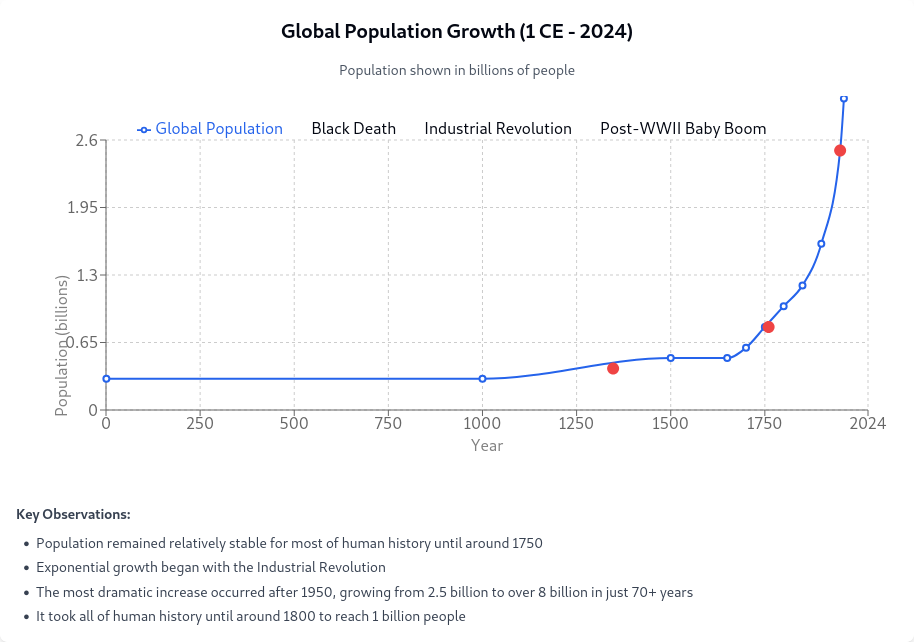 Global Population Growth (1 CE - 2024)
Population shown in billions of people
Global Population Black Death Industrial Revolution Post-WWII Baby Boom
2.6
1.95
1.3
0.65
0
Population (billions)
0 250 500 750 1000 1250 1500 1750 2024
Year
Key Observations:
• Population remained relatively stable for most of human history until around 1750
• Exponential growth began with the Industrial Revolution
• The most dramatic increase occurred after 1950, growing from 2.5 billion to over 8 billion in just 70+ years
• It took all of human history until around 1800 to reach 1 billion people